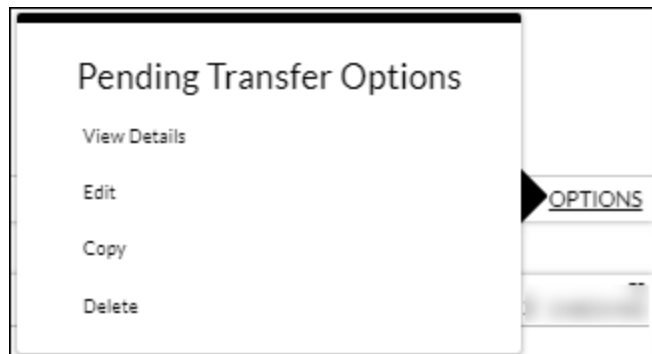 Pending Transfer Options
View Details
Edit
OPTIONS
Copy
--
Delete